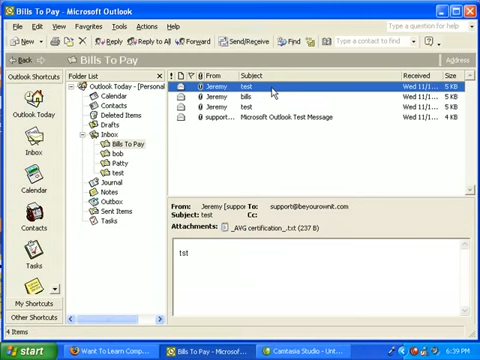 Bills To Pay - Microsoft Outlook
File Edit View Favorites Tools Actions Help
Type a question for help
New Reply Reply to All Forward Send/Receive Find Type a contact to find
Back Bills To Pay Address
Outlook Shortcuts
Outlook Today
Inbox
Calendar
Contacts
Tasks
My Shortcuts
Other Shortcuts
Folder List
Outlook Today - [Personal
Calendar
Contacts
Deleted Items
Drafts
Inbox
Bills To Pay
bob
Patty
test
Journal
Notes
Outbox
Sent Items
Tasks
From Subject Received Size
Jeremy test Wed 11/1... 5 KB
Jeremy bills Wed 11/1... 5 KB
Jeremy test Wed 11/1... 5 KB
support... Microsoft Outlook Test Message Wed 11/1... 4 KB
From: Jeremy [suppor To: support@beyourownit.com
Subject: test Cc:
Attachments: _AVG certification_.txt (237 B)
tst
4 Items
start Want To Learn Comp... Bills To Pay - Microsof... Camtasia Studio - Unt... 6:39 PM